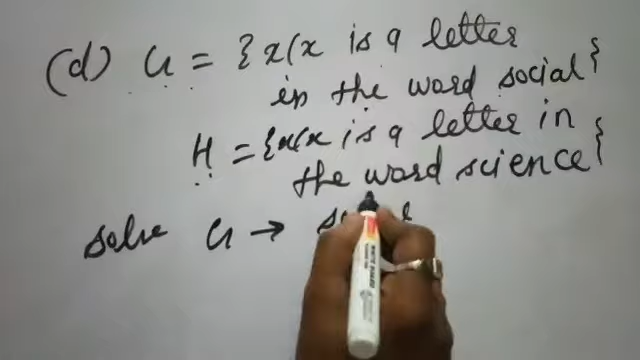 (d) G = {x(x is a letter
in the word social}
H = {x(x is a letter in
the word science}
solve G →